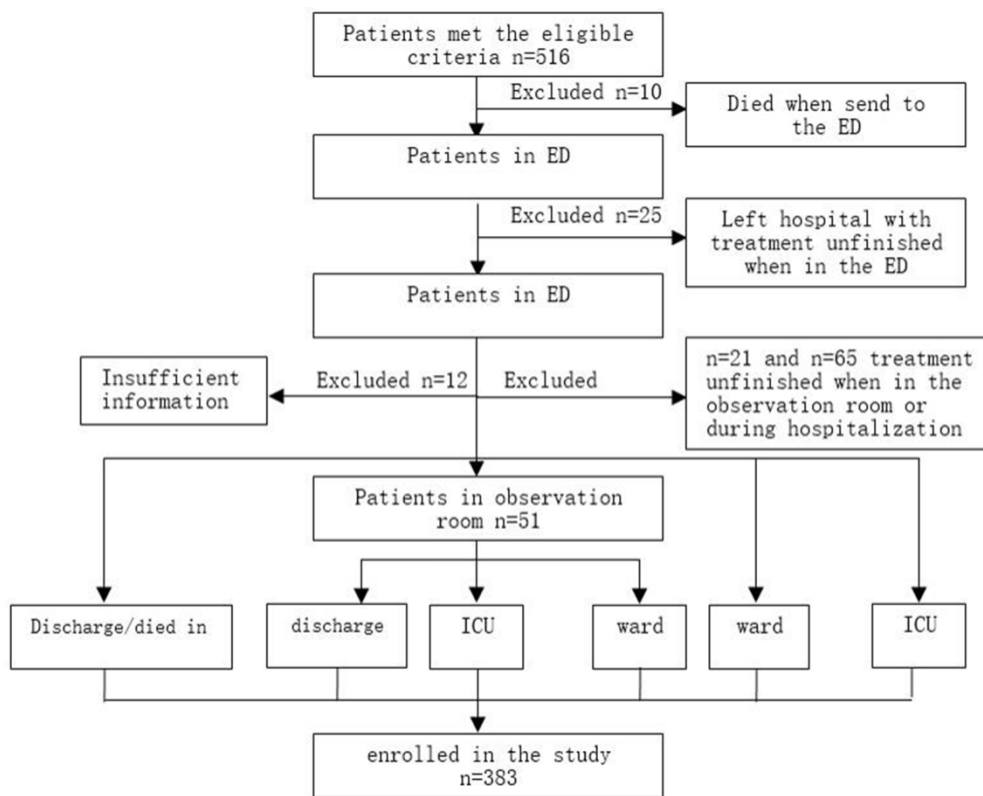 Patients met the eligible
criteria n=516
Excluded n=10
Died when send to
the ED
Patients in ED
Excluded n=25
Left hospital with
treatment unfinished
when in the ED
Patients in ED
Insufficient
information
Excluded n=12
Excluded
n=21 and n=65 treatment
unfinished when in the
observation room or
during hospitalization
Patients in observation
room n=51
Discharge/died in
discharge
ICU
ward
ward
ICU
enrolled in the study
n=383